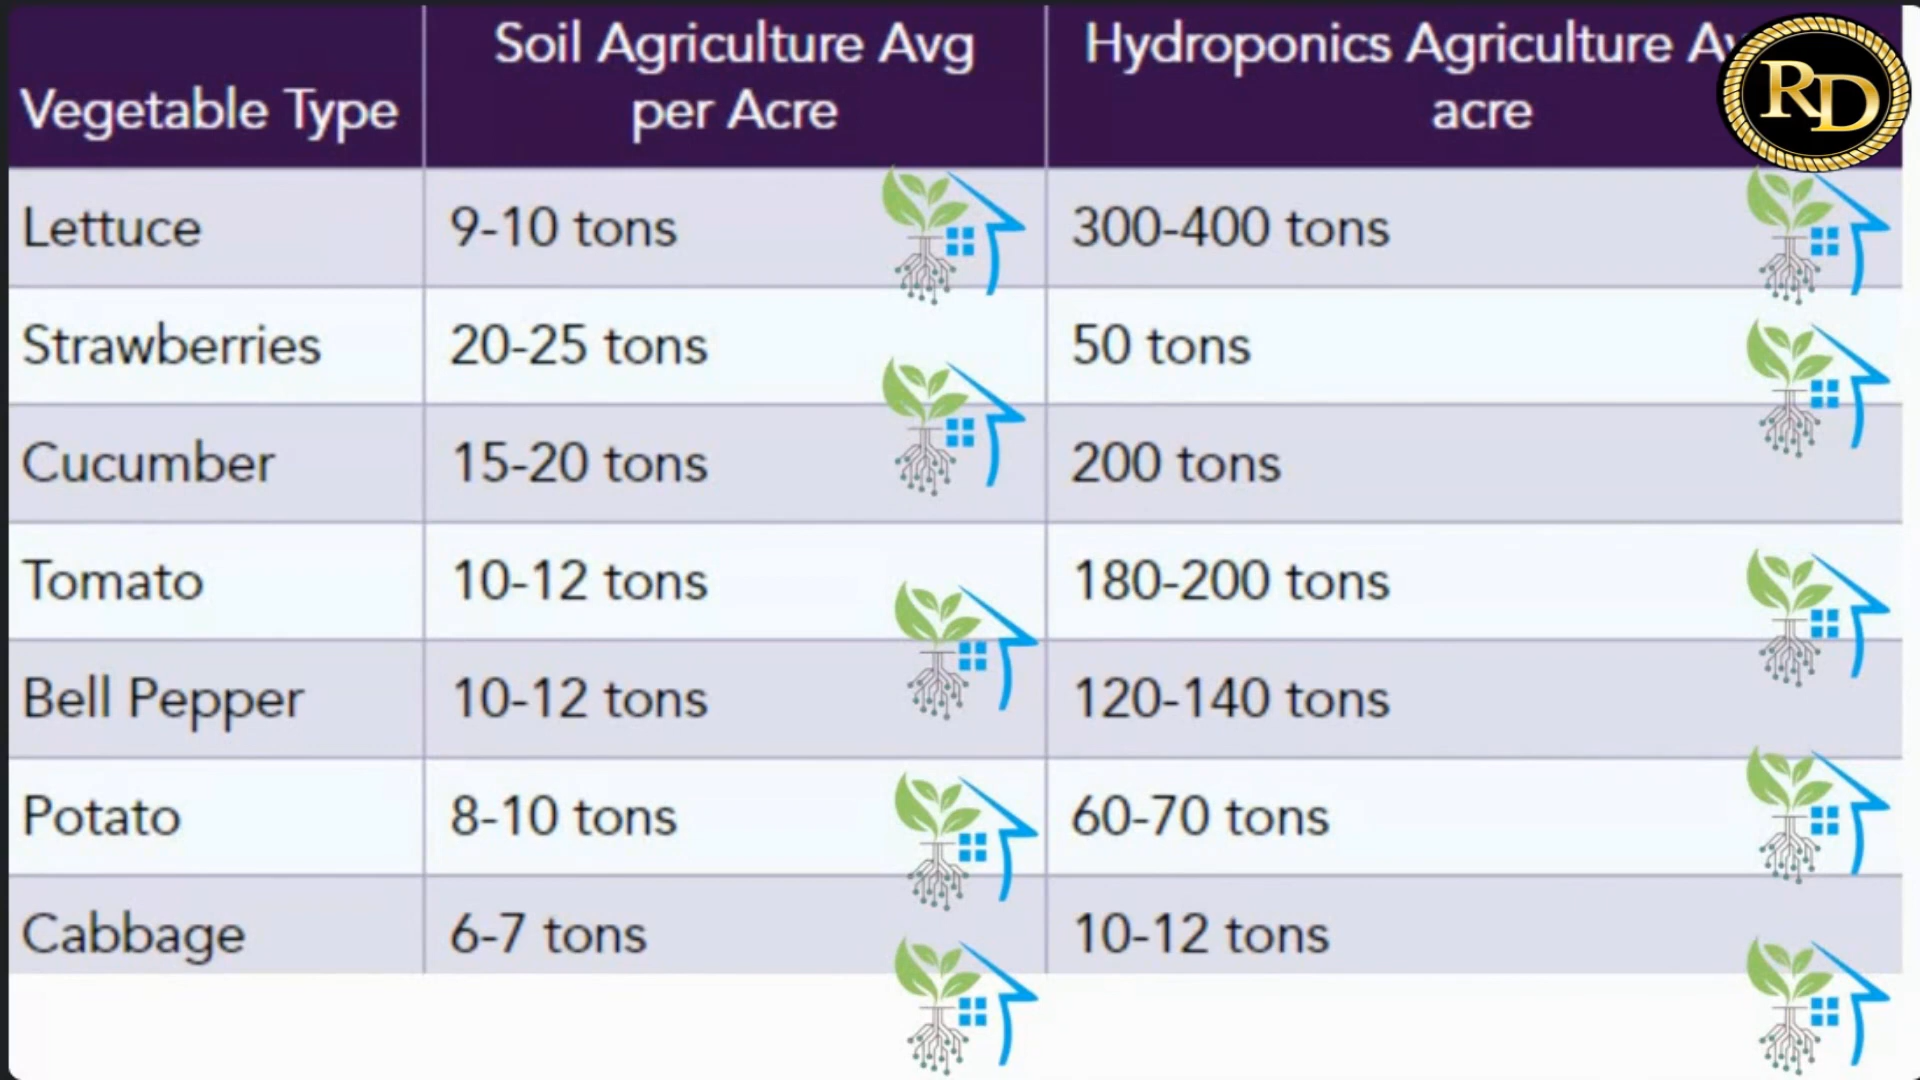 Vegetable Type
Soil Agriculture Avg
per Acre
Hydroponics Agriculture
acre
RD
Lettuce
9-10 tons
300-400 tons
Strawberries
20-25 tons
50 tons
Cucumber
15-20 tons
200 tons
Tomato
10-12 tons
180-200 tons
Bell Pepper
10-12 tons
120-140 tons
Potato
8-10 tons
60-70 tons
Cabbage
6-7 tons
10-12 tons